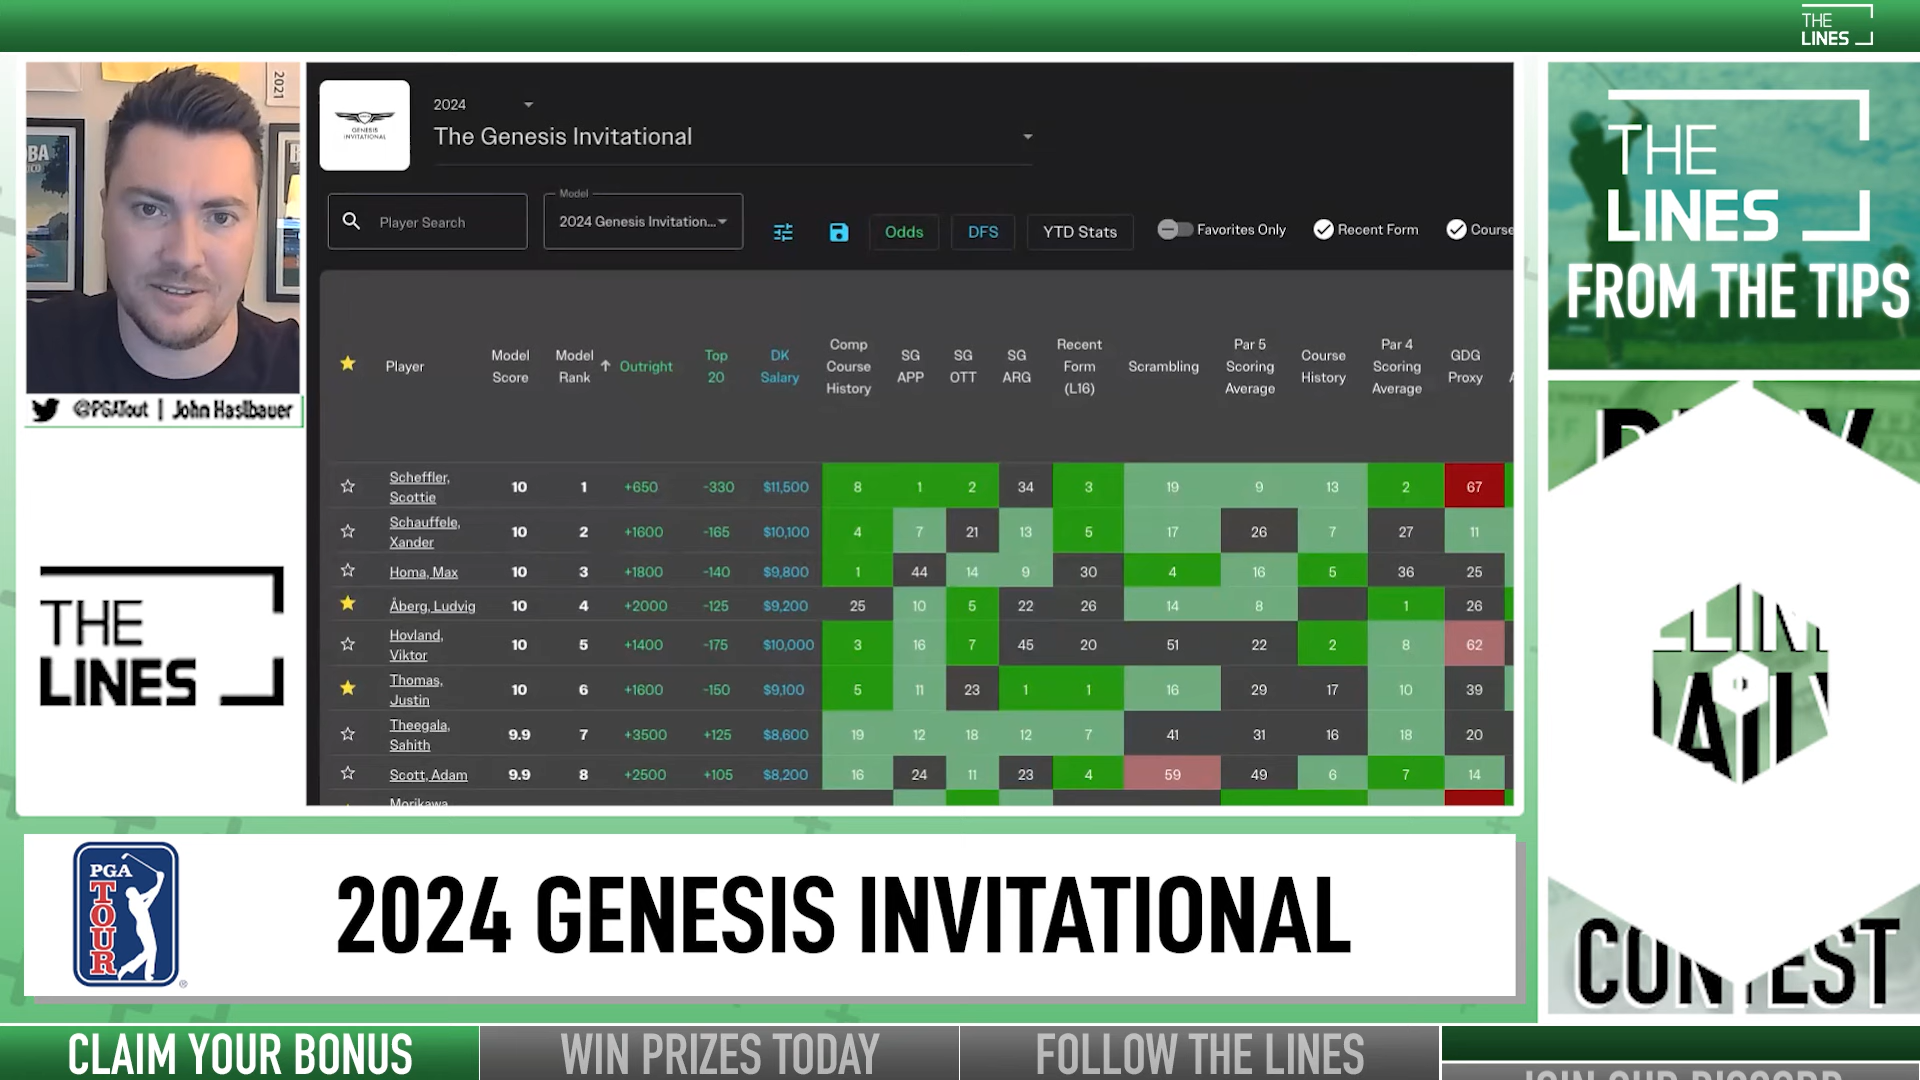 THE
LINES
2021
BA
@PGATout | John Haslbauer
THE
LINES
GENESIS
INVITATIONAL
2024
The Genesis Invitational
Player Search
Model
2024 Genesis Invitation...
Odds
DFS
YTD Stats
Favorites Only
Recent Form
Course
Player
Model Score
Model Rank
Outright
Top 20
DK Salary
Comp Course History
SG APP
SG OTT
SG ARG
Recent Form (L16)
Scrambling
Par 5 Scoring Average
Course History
Par 4 Scoring Average
GDG Proxy
Scheffler, Scottie 10 1 +650 -330 $11,500 8 1 2 34 3 19 9 13 2 67
Schauffele, Xander 10 2 +1600 -165 $10,100 4 7 21 13 5 17 26 7 27 11
Homa, Max 10 3 +1800 -140 $9,800 1 44 14 9 30 4 16 5 36 25
Åberg, Ludvig 10 4 +2000 -125 $9,200 25 10 5 22 26 14 8 1 26
Hovland, Viktor 10 5 +1400 -175 $10,000 3 16 7 45 20 51 22 2 8 62
Thomas, Justin 10 6 +1600 -150 $9,100 5 11 23 1 1 16 29 17 10 39
Theegala, Sahith 9.9 7 +3500 +125 $8,600 19 12 18 12 7 41 31 16 18 20
Scott, Adam 9.9 8 +2500 +105 $8,200 16 24 11 23 4 59 49 6 7 14
Morikawa
THE
LINES
FROM THE TIPS
CONTEST
PGA
TOUR
2024 GENESIS INVITATIONAL
CLAIM YOUR BONUS
WIN PRIZES TODAY
FOLLOW THE LINES
JOIN OUR DISCORD